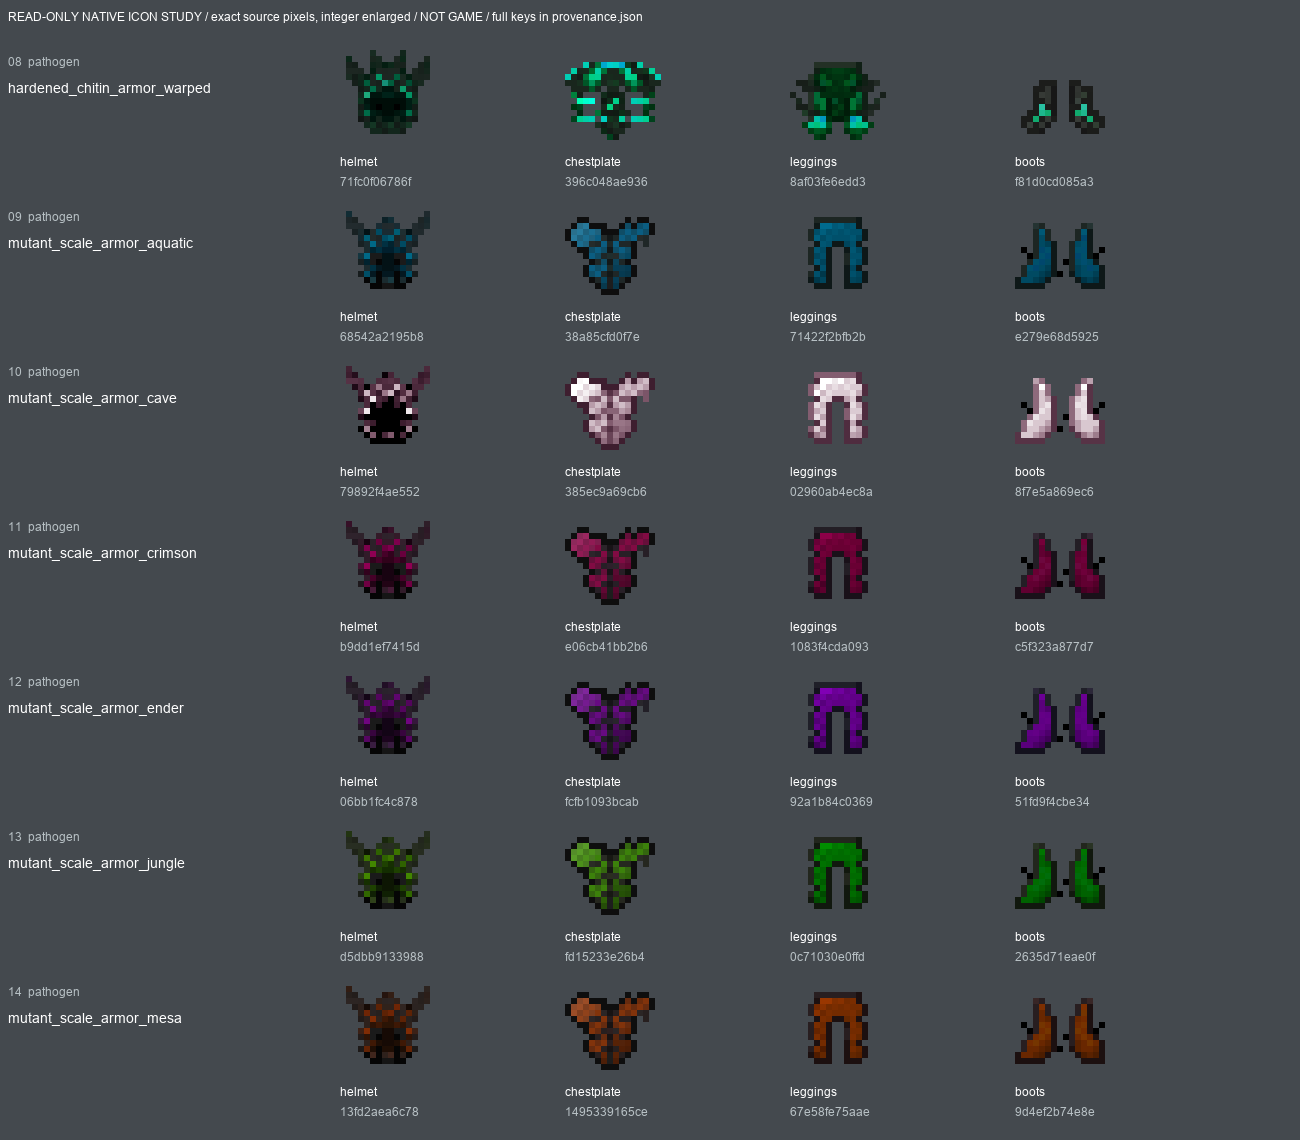 READ-ONLY NATIVE ICON STUDY / exact source pixels, integer enlarged / NOT GAME / full keys in provenance.json
08 pathogen
hardened_chitin_armor_warped
helmet chestplate leggings boots
71fc0f06786f 396c048ae936 8af03fe6edd3 f81d0cd085a3
09 pathogen
mutant_scale_armor_aquatic
helmet chestplate leggings boots
68542a2195b8 38a85cfd0f7e 71422f2bfb2b e279e68d5925
10 pathogen
mutant_scale_armor_cave
helmet chestplate leggings boots
79892f4ae552 385ec9a69cb6 02960ab4ec8a 8f7e5a869ec6
11 pathogen
mutant_scale_armor_crimson
helmet chestplate leggings boots
b9dd1ef7415d e06cb41bb2b6 1083f4cda093 c5f323a877d7
12 pathogen
mutant_scale_armor_ender
helmet chestplate leggings boots
06bb1fc4c878 fcfb1093bcab 92a1b84c0369 51fd9f4cbe34
13 pathogen
mutant_scale_armor_jungle
helmet chestplate leggings boots
d5dbb9133988 fd15233e26b4 0c71030e0ffd 2635d71eae0f
14 pathogen
mutant_scale_armor_mesa
helmet chestplate leggings boots
13fd2aea6c78 1495339165ce 67e58fe75aae 9d4ef2b74e8e